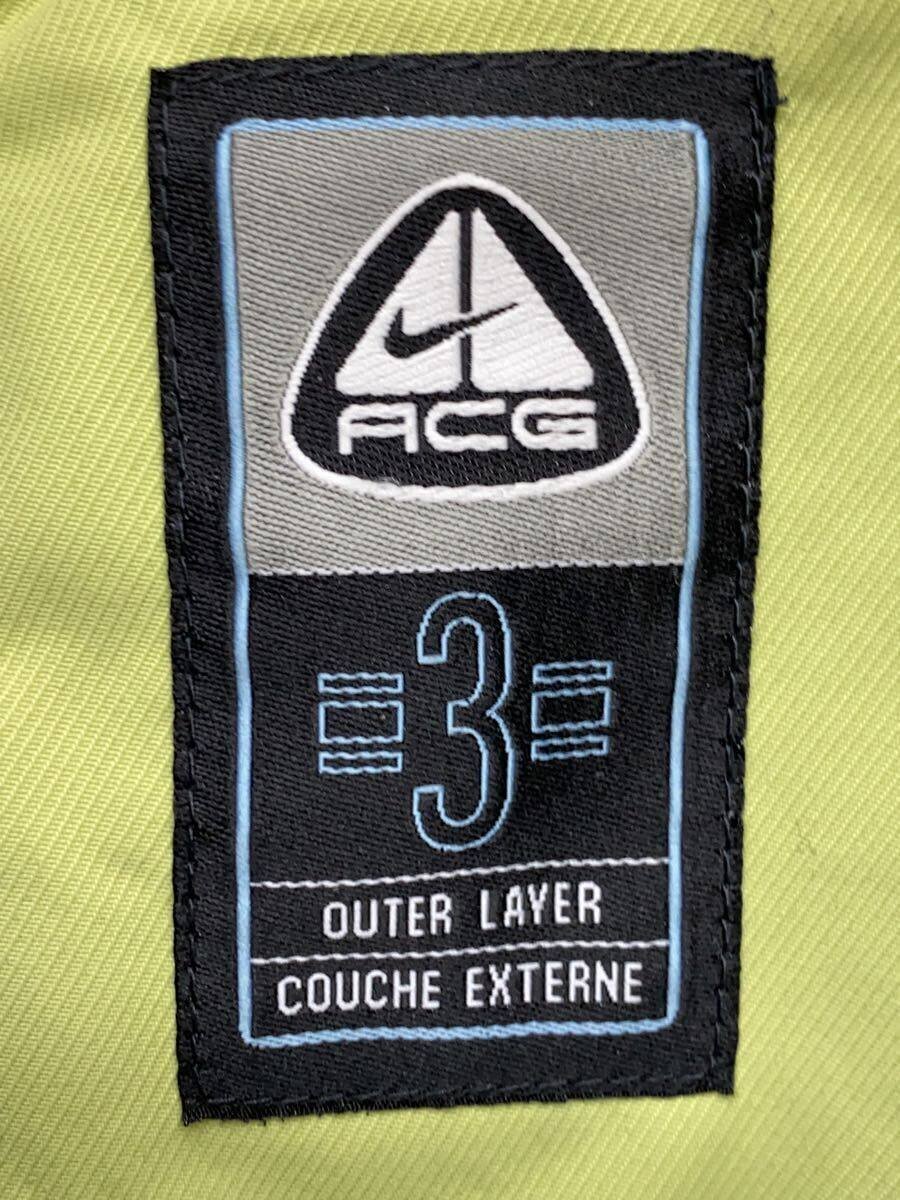 ACG
3
OUTER LAYER
COUCHE EXTERNE